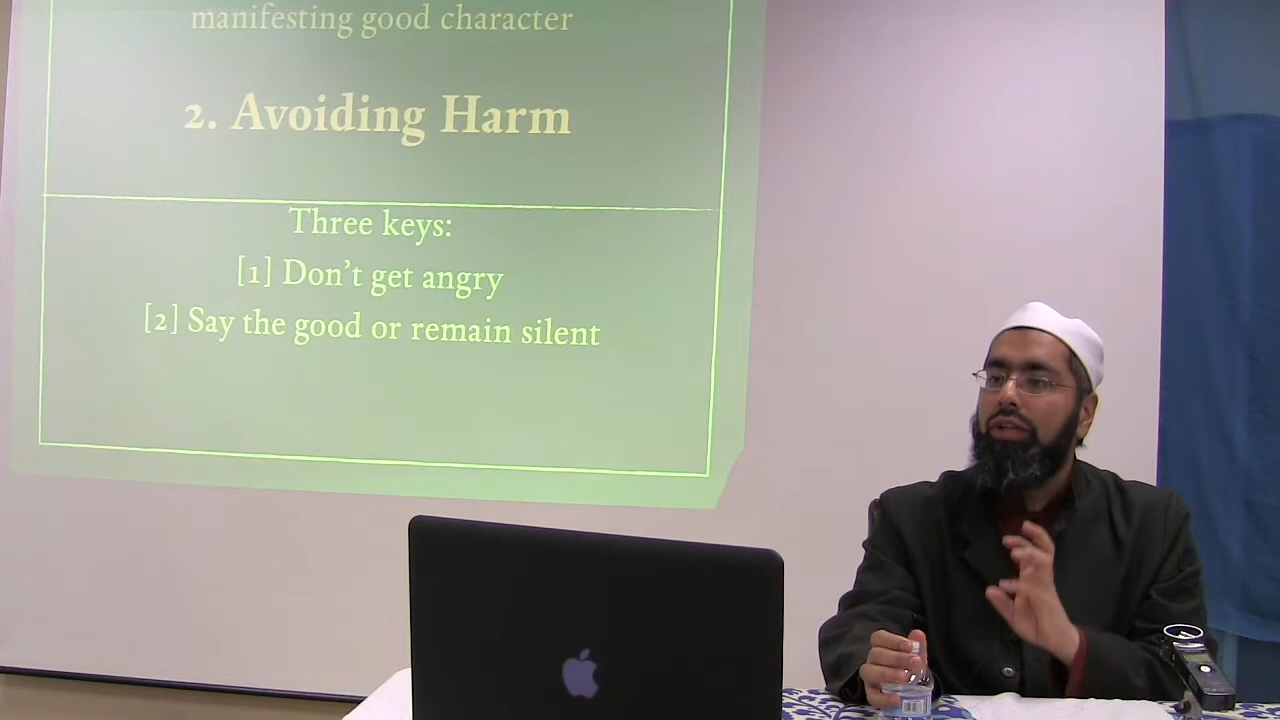 manifesting good character
2. Avoiding Harm
Three keys:
[1] Don't get angry
[2] Say the good or remain silent